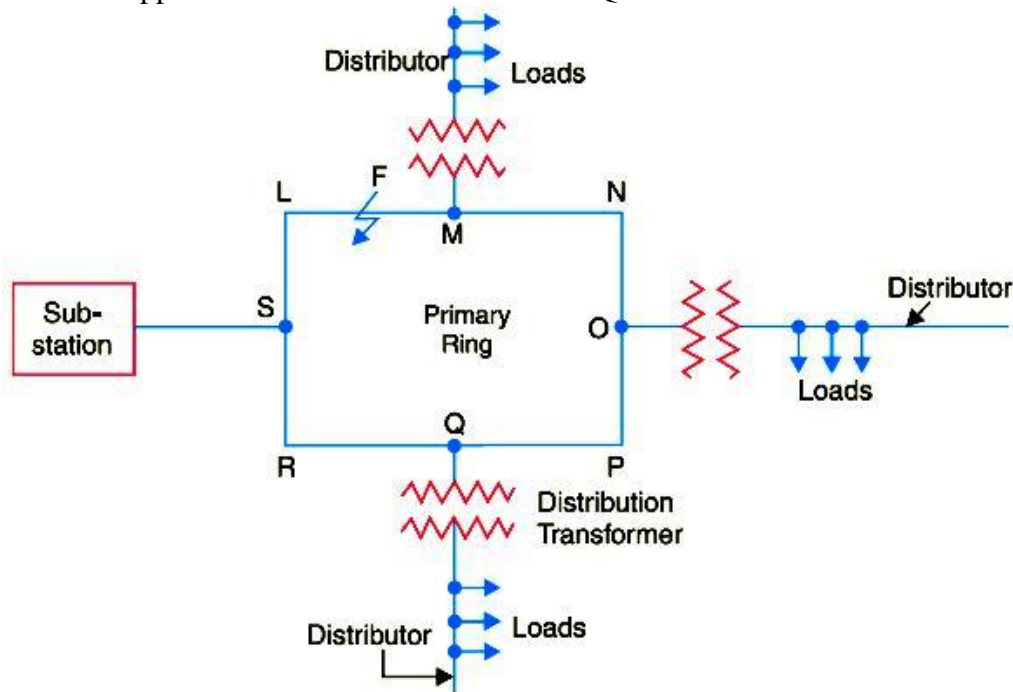 Distributor
Loads
F
L
N
M
Sub-
station
S
Primary
Ring
O
Distributor
Loads
Q
R
P
Distribution
Transformer
Loads
Distributor